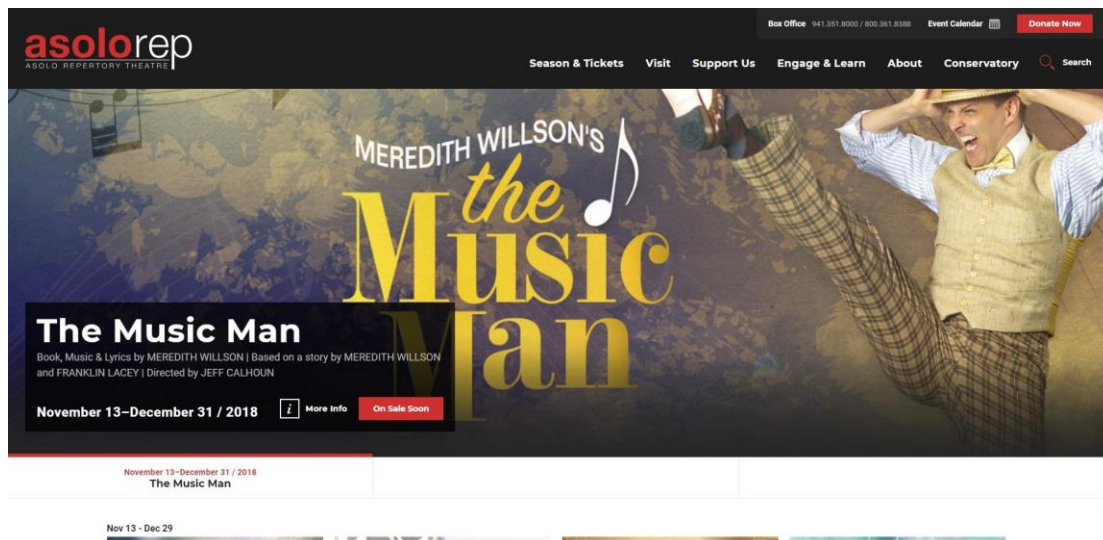 Box Office 941.351.8000 / 800.361.8388 Event Calendar Donate Now
asolorep
ASOLO REPERTORY THEATRE
Season & Tickets Visit Support Us Engage & Learn About Conservatory Search
MEREDITH WILLSON'S
the
Music
Man
The Music Man
Book, Music & Lyrics by MEREDITH WILLSON | Based on a story by MEREDITH WILLSON
and FRANKLIN LACEY | Directed by JEFF CALHOUN
November 13–December 31 / 2018 i More Info On Sale Soon
November 13–December 31 / 2018
The Music Man
Nov 13 - Dec 29